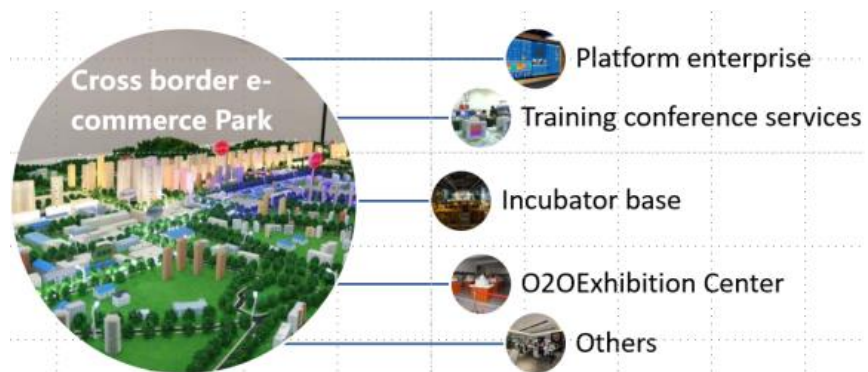 Cross border e-
commerce Park
Platform enterprise
Training conference services
Incubator base
O2OExhibition Center
Others